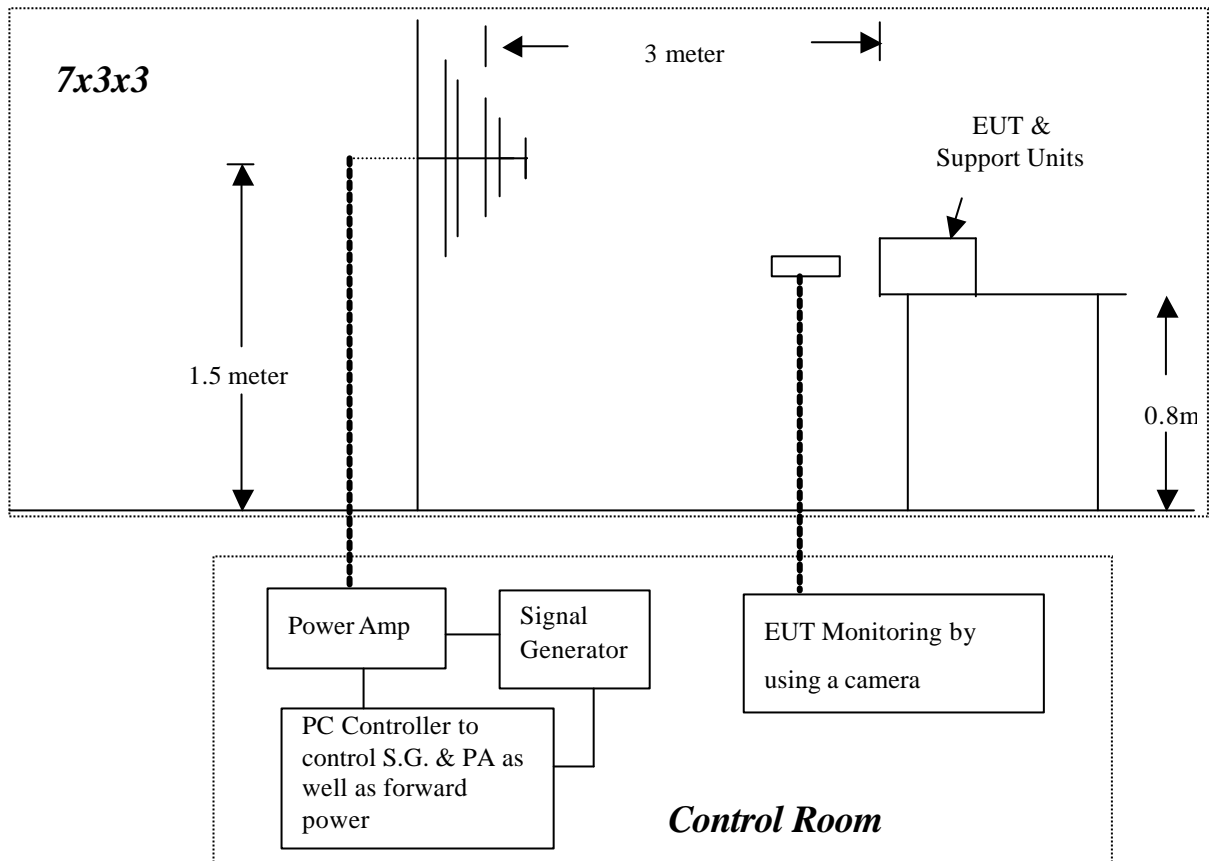 7x3x3
3 meter
EUT &
Support Units
1.5 meter
0.8m
Power Amp
Signal
Generator
EUT Monitoring by
using a camera
PC Controller to
control S.G. & PA as
well as forward
power
Control Room